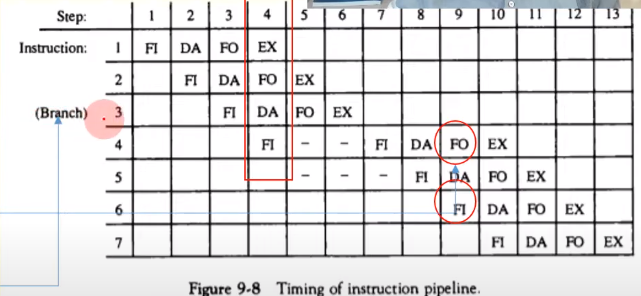 Step: 1 2 3 4 5 6 7 8 9 10 11 12 13
Instruction: 1 FI DA FO EX
2 FI DA FO EX
(Branch) 3 FI DA FO EX
4 FI – – FI DA FO EX
5 – – – FI DA FO EX
6 FI DA FO EX
7 FI DA FO EX
Figure 9-8 Timing of instruction pipeline.